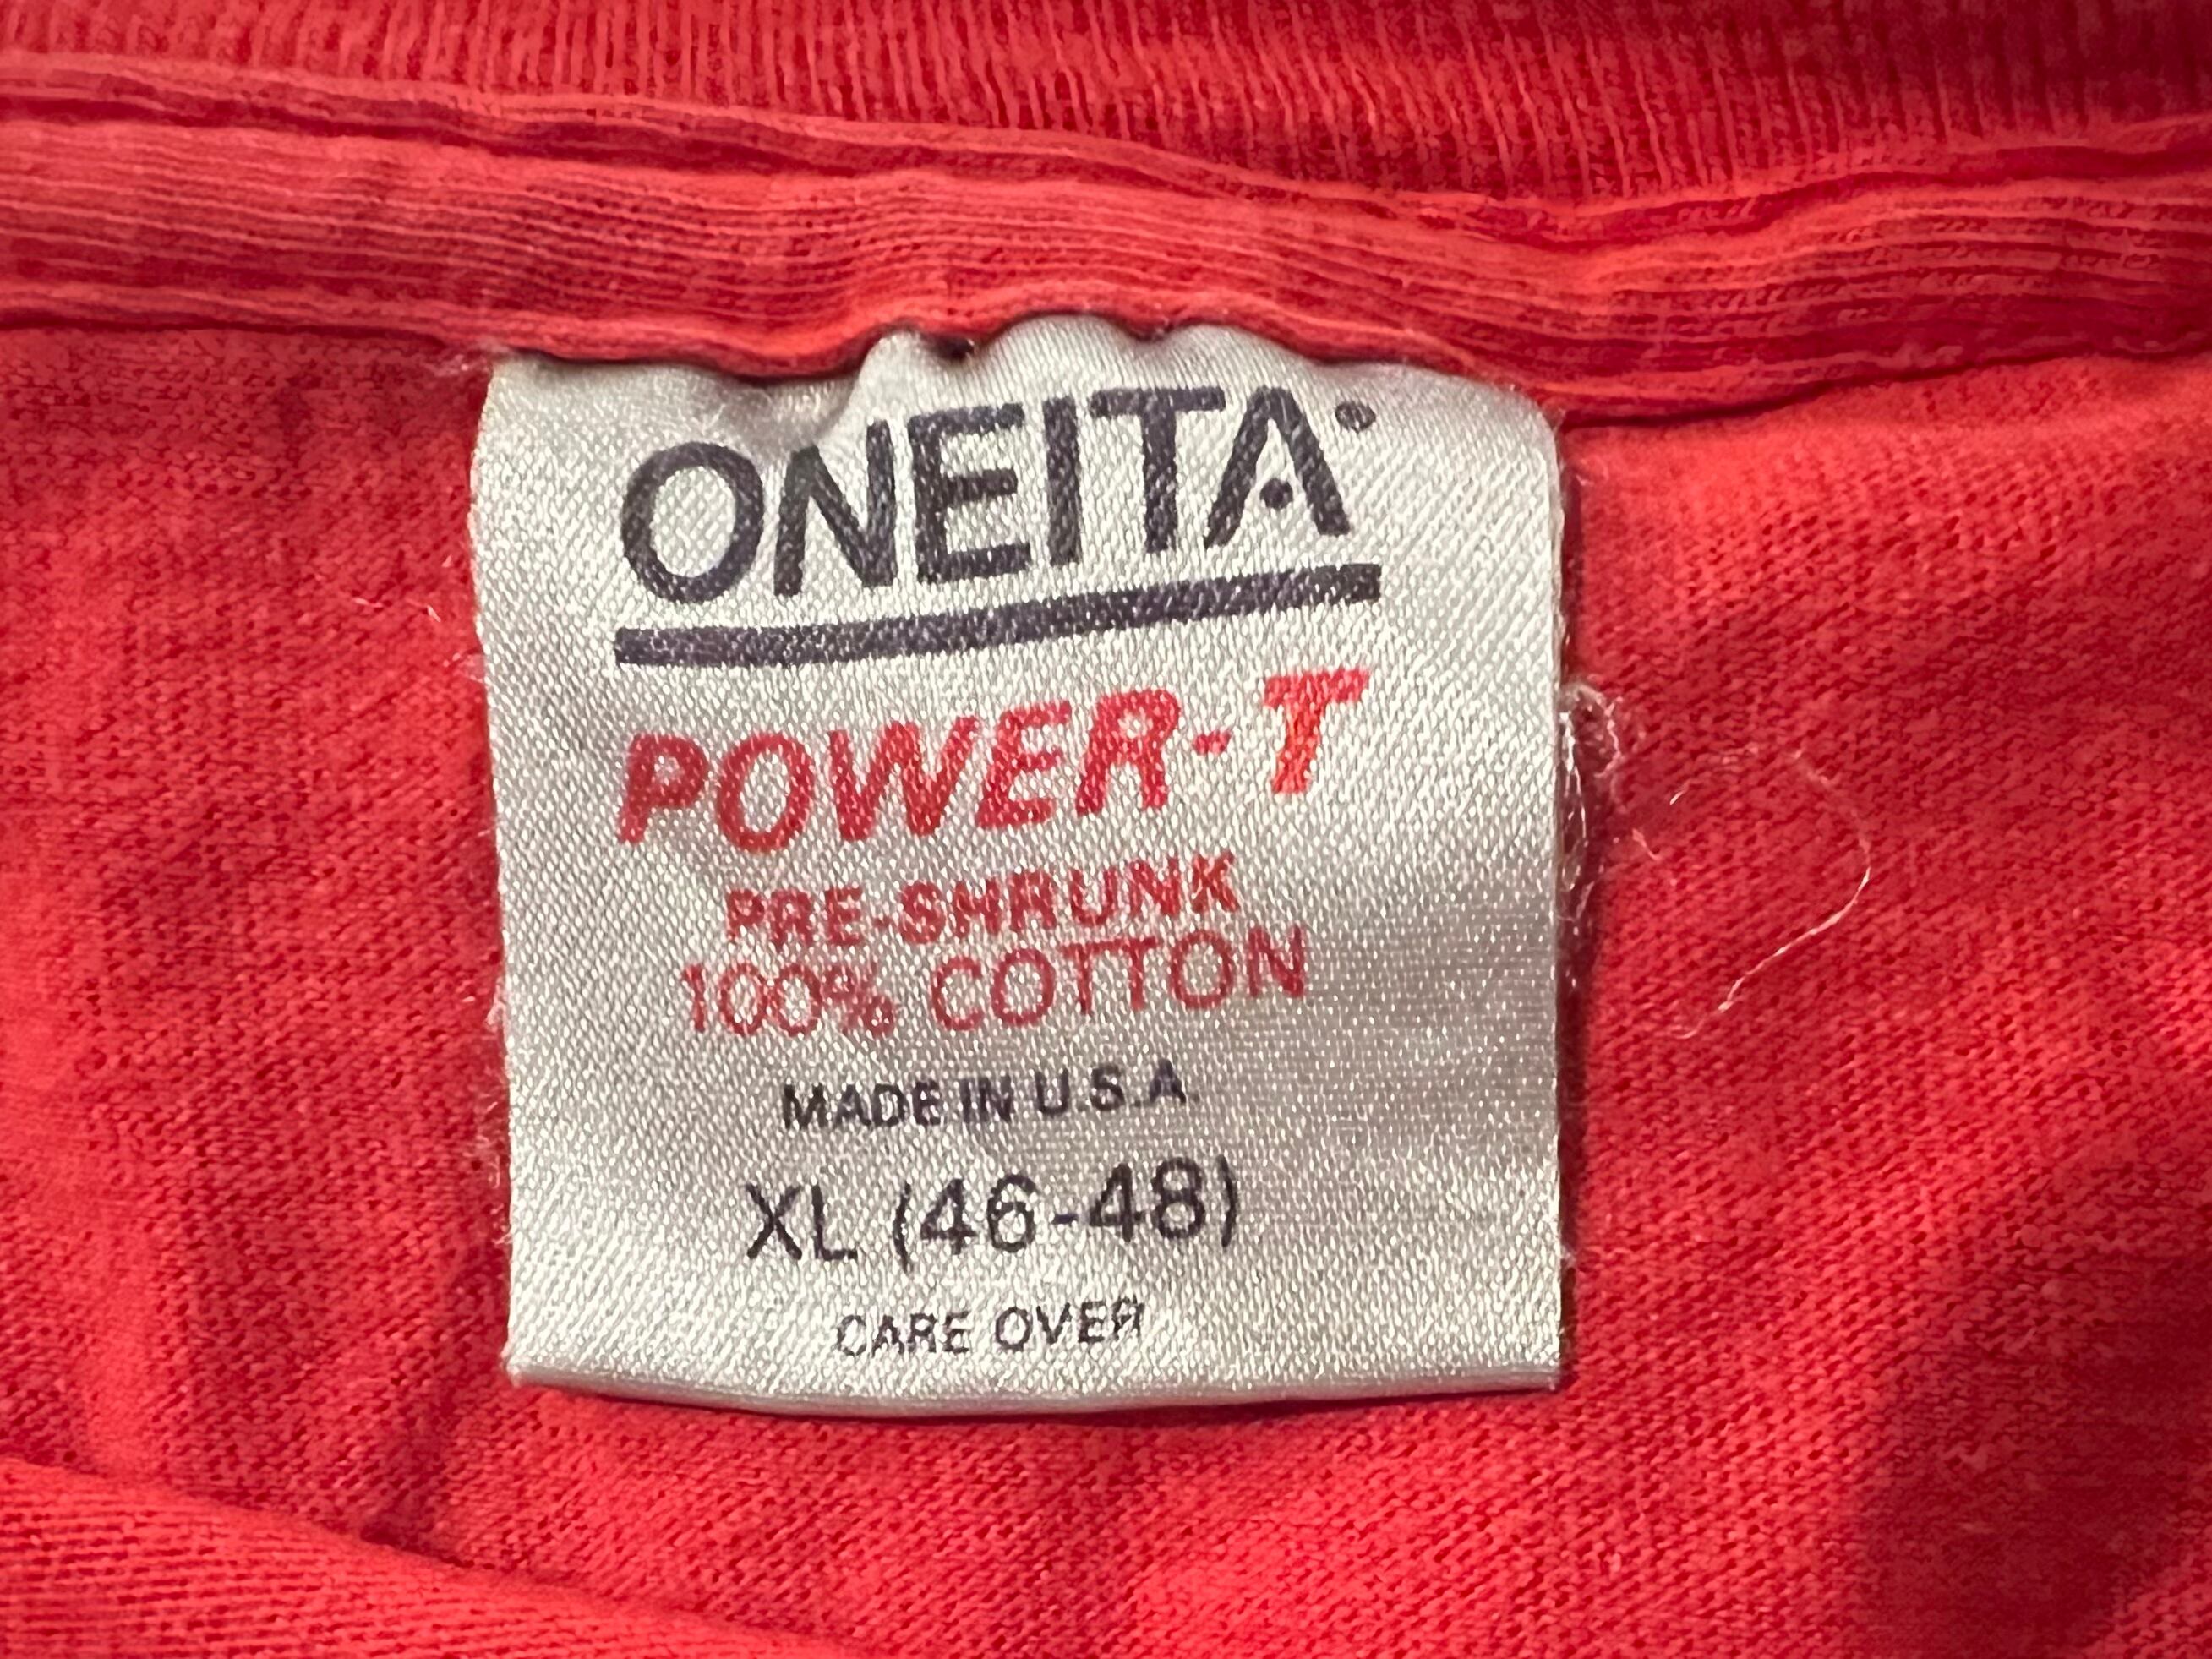 ONEITA®
POWER-T
PRE-SHRUNK
100% COTTON
MADE IN U.S.A.
XL (46-48)
CARE OVER